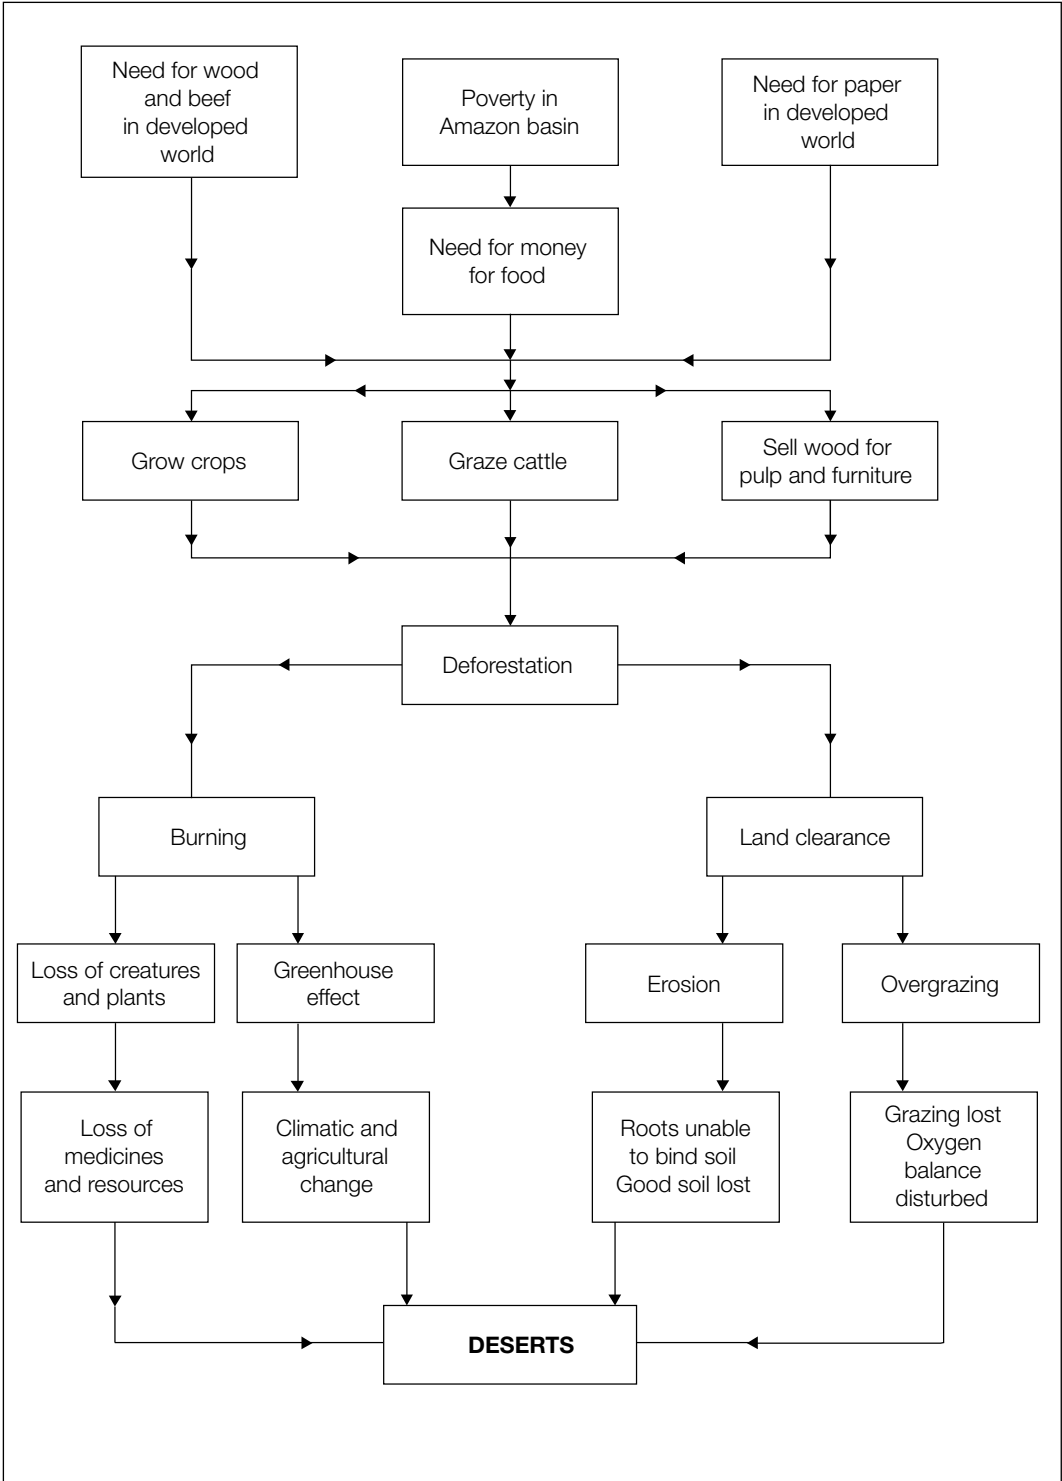 Need for wood
and beef
in developed
world
Poverty in
Amazon basin
Need for paper
in developed
world
Need for money
for food
Grow crops
Graze cattle
Sell wood for
pulp and furniture
Deforestation
Burning
Land clearance
Loss of creatures
and plants
Greenhouse
effect
Erosion
Overgrazing
Loss of
medicines
and resources
Climatic and
agricultural
change
Roots unable
to bind soil
Good soil lost
Grazing lost
Oxygen
balance
disturbed
DESERTS